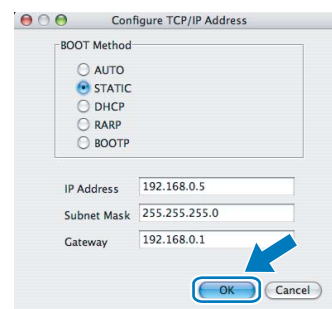 Configure TCP/IP Address
BOOT Method
AUTO
STATIC
DHCP
RARP
BOOTP
IP Address 192.168.0.5
Subnet Mask 255.255.255.0
Gateway 192.168.0.1
OK Cancel